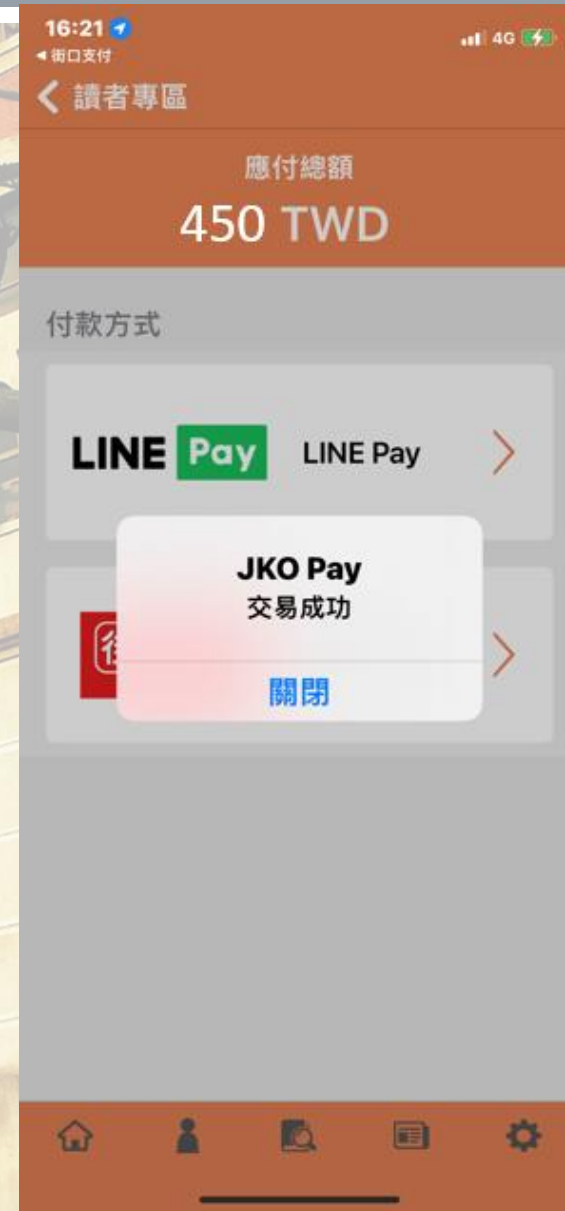 16:21
4G
◀ 街口支付
讀者專區
應付總額
450 TWD
付款方式
LINE Pay
LINE Pay
JKO Pay
交易成功
關閉